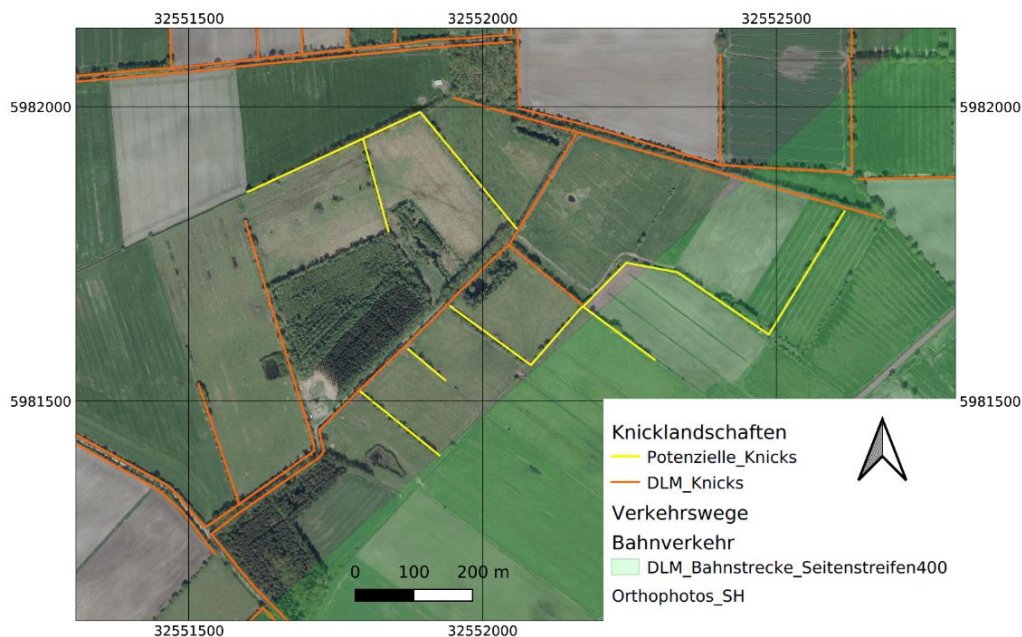 32551500 32552000 32552500
5982000 5982000
5981500 5981500
Knicklandschaften
Potenzielle_Knicks
DLM_Knicks
Verkehrswege
Bahnverkehr
DLM_Bahnstrecke_Seitenstreifen400
Orthophotos_SH
0 100 200 m
32551500 32552000 32552500